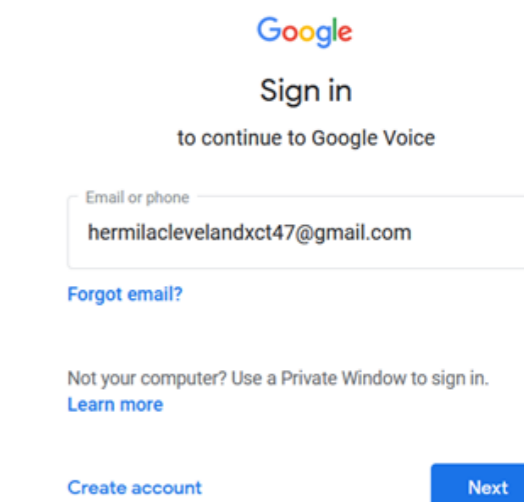 Google
Sign in
to continue to Google Voice
Email or phone
hermilaclevelandxct47@gmail.com
Forgot email?
Not your computer? Use a Private Window to sign in.
Learn more
Create account
Next